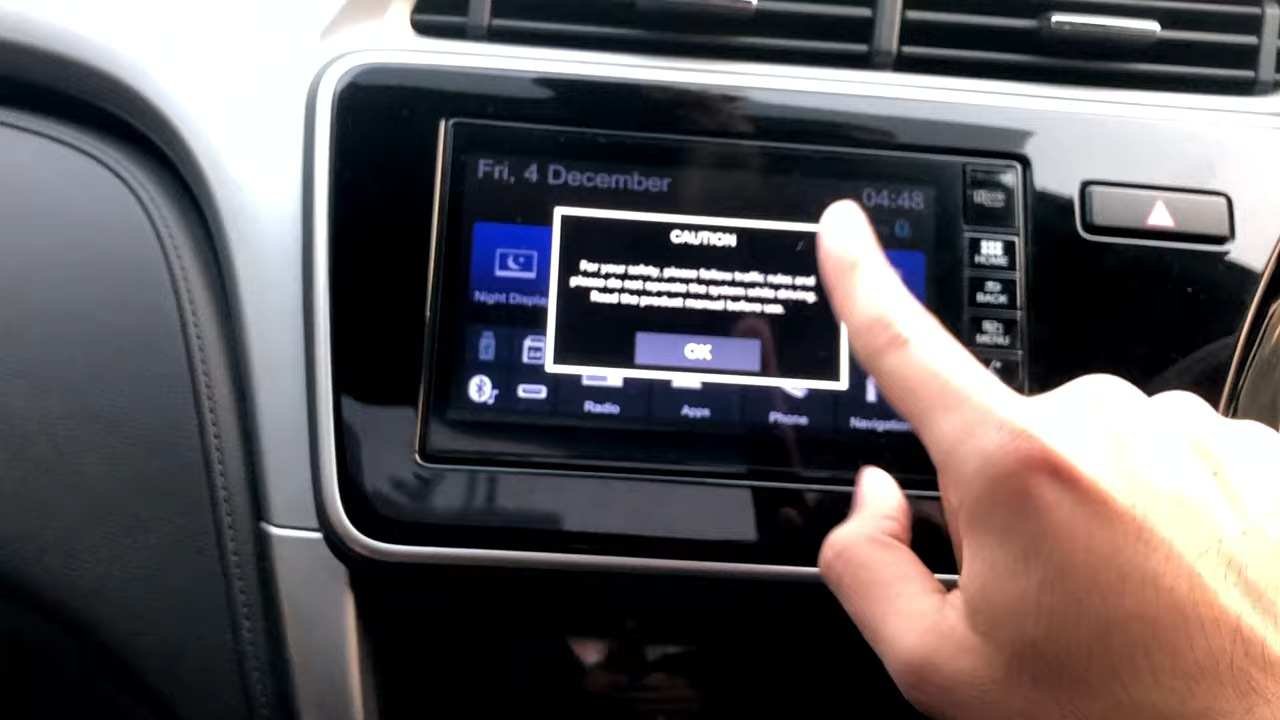 Fri, 4 December
04:48
CAUTION
For your safety, please follow traffic rules and
please do not operate the system while driving.
Read the product manual before use.
OK
Night Displa
Radio
Apps
Phone
Navigation
HOME
BACK
MENU